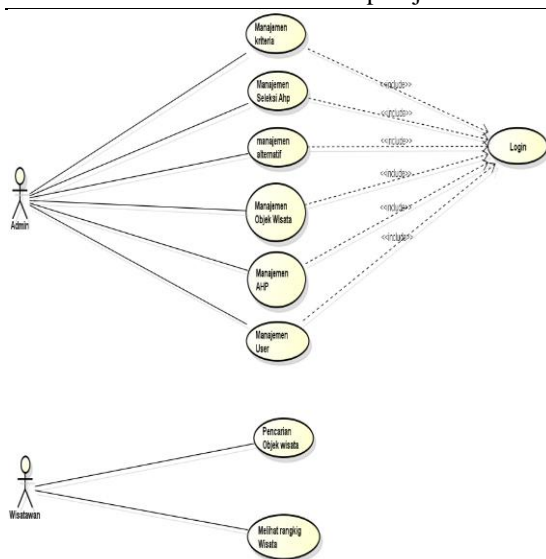 Manajemen
kriteria
Manajemen
Seleksi Ahp
manajemen
alternatif
Manajemen
Objek Wisata
Manajemen
AHP
Manajemen
User
<<include>>
<<include>>
<<include>>
<<include>>
<<include>>
<<include>>
Login
Admin
Pencarian
Objek wisata
Melihat rangkig
Wisata
Wisatawan